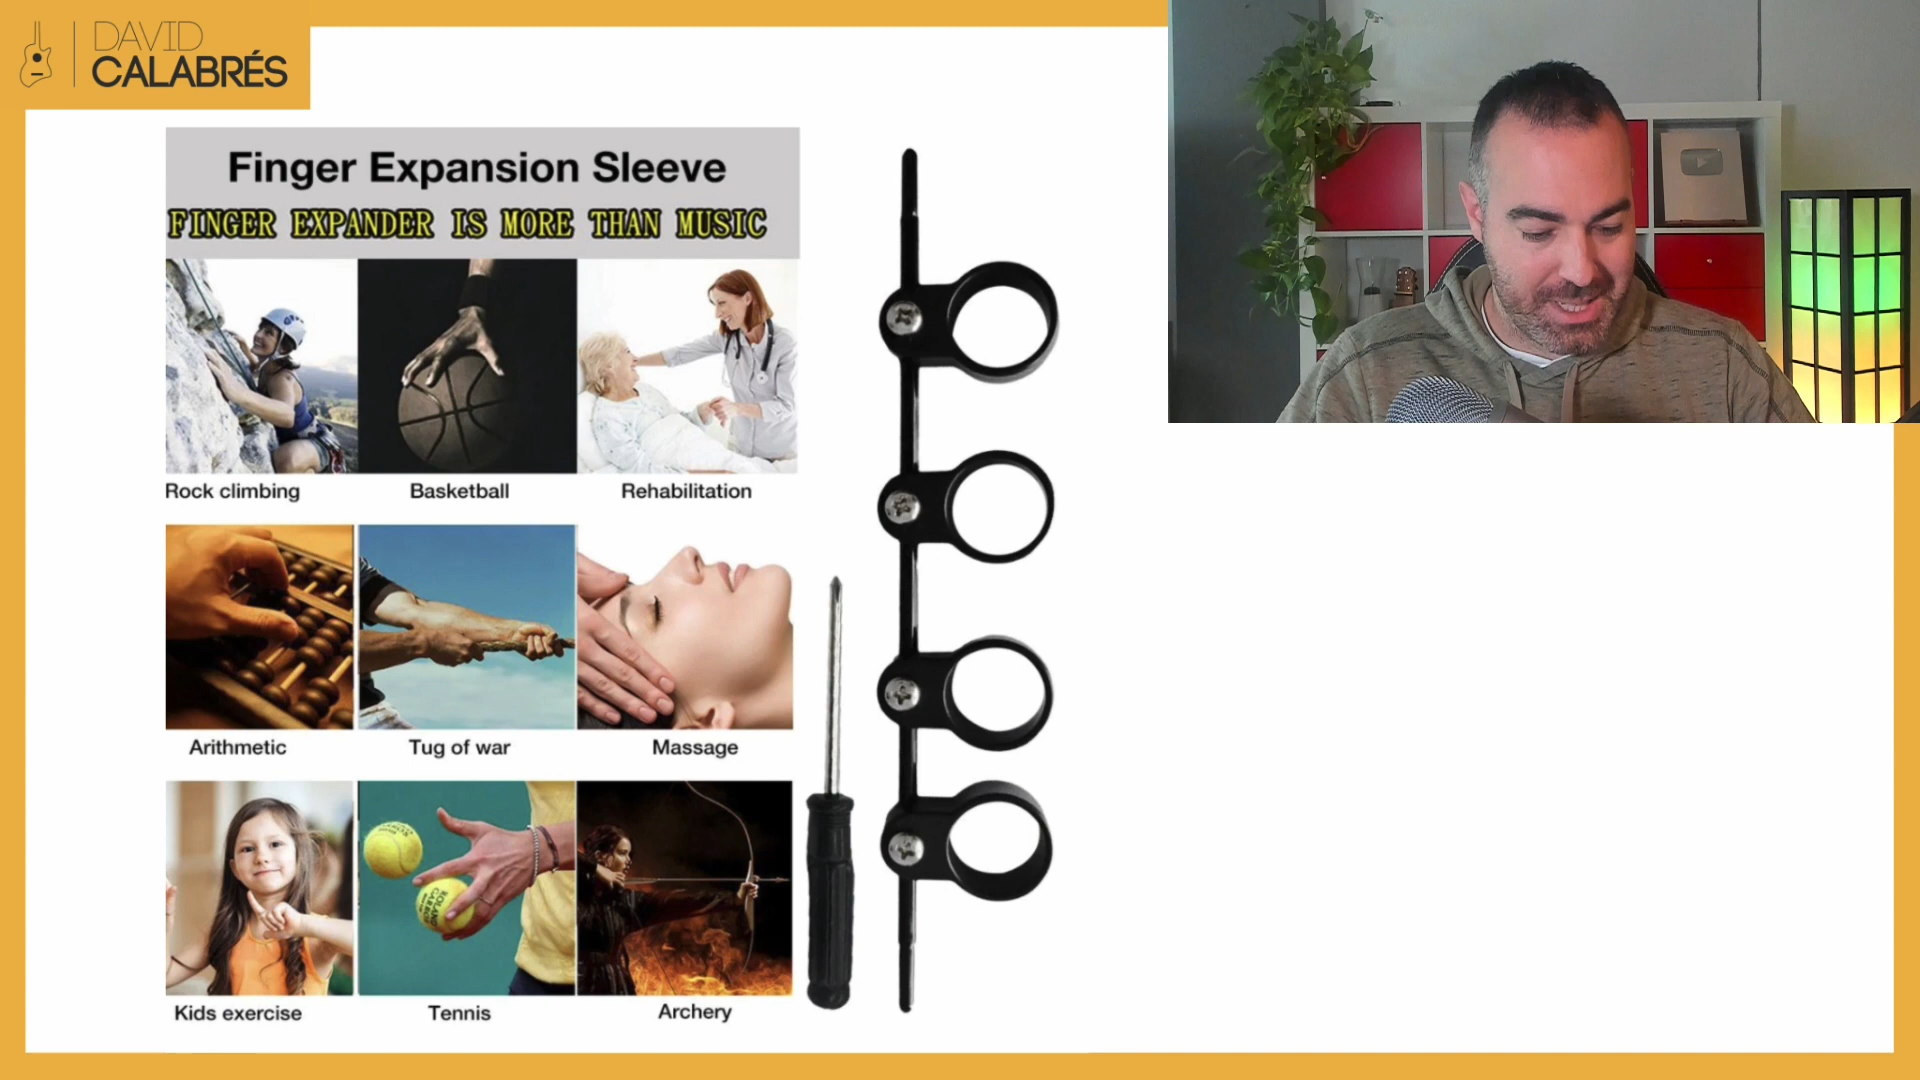 DAVID
CALABRÉS
Finger Expansion Sleeve
FINGER EXPANDER IS MORE THAN MUSIC
Rock climbing
Basketball
Rehabilitation
Arithmetic
Tug of war
Massage
Kids exercise
Tennis
Archery